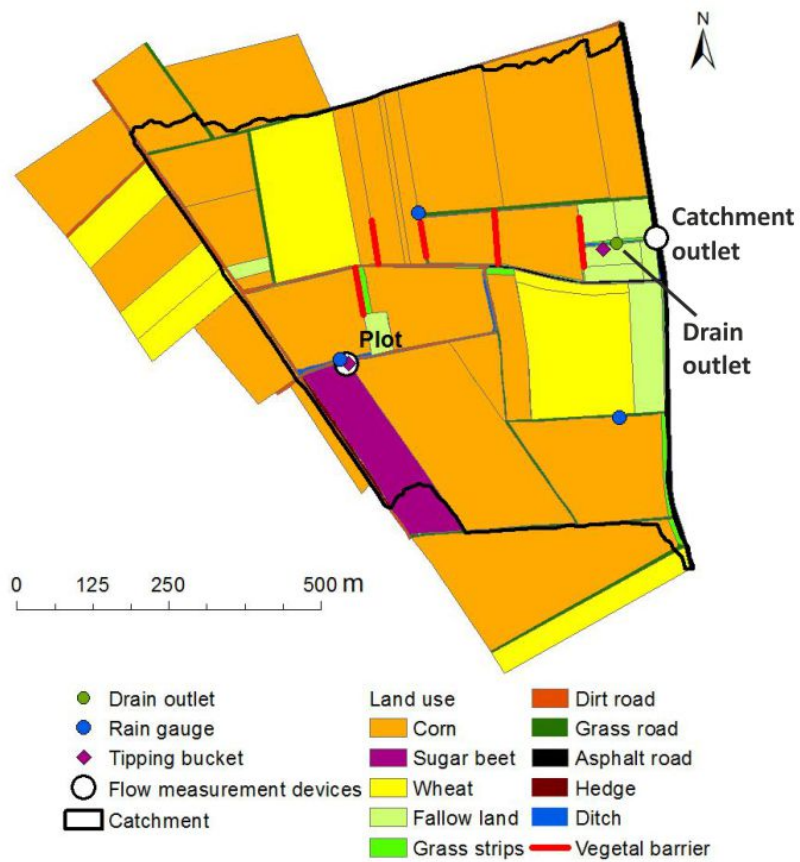 N
Catchment
outlet
Drain
outlet
Plot
0 125 250 500 m
Drain outlet
Rain gauge
Tipping bucket
Flow measurement devices
Catchment
Land use
Corn
Sugar beet
Wheat
Fallow land
Grass strips
Dirt road
Grass road
Asphalt road
Hedge
Ditch
Vegetal barrier